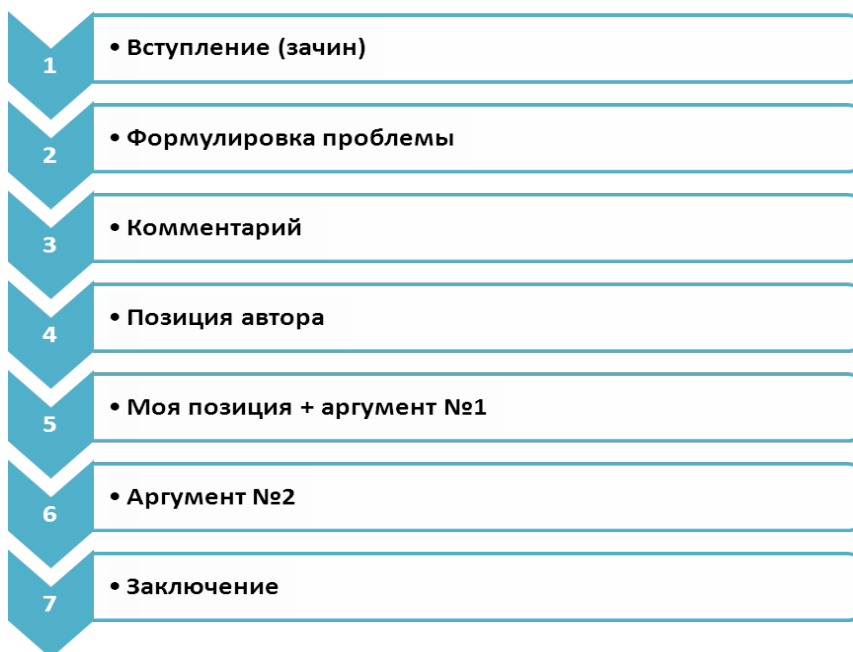 1 • Вступление (зачин)
2 • Формулировка проблемы
3 • Комментарий
4 • Позиция автора
5 • Моя позиция + аргумент №1
6 • Аргумент №2
7 • Заключение